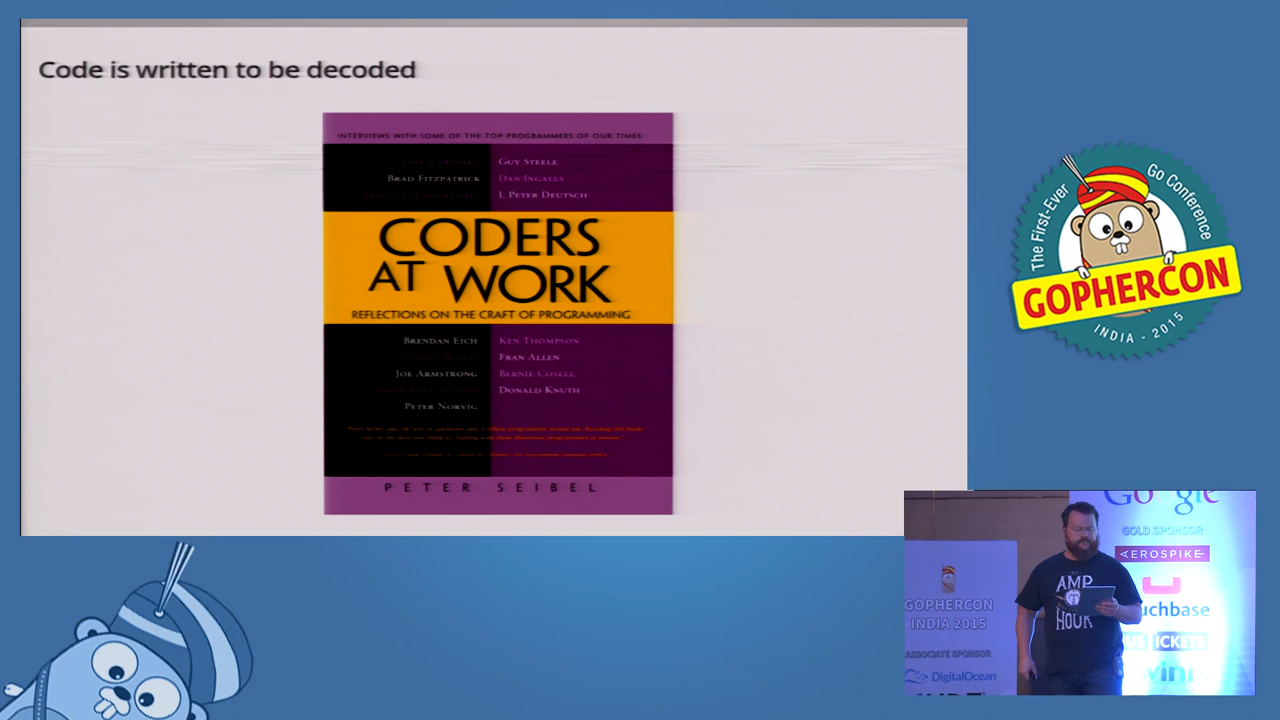 Code is written to be decoded
INTERVIEWS WITH SOME OF THE TOP PROGRAMMERS OF OUR TIMES
BRAD FITZPATRICK
GUY STEELE
DAN INGALLS
L PETER DEUTSCH
CODERS
AT WORK
REFLECTIONS ON THE CRAFT OF PROGRAMMING
BRENDAN EICH
JOE ARMSTRONG
PETER NORVIG
KEN THOMPSON
FRAN ALLEN
BERNIE COSELL
DONALD KNUTH
PETER SEIBEL
The First-Ever
Go Conference
GOPHERCON
INDIA - 2015
Google
GOLD SPONSOR
AEROSPIKE
GOPHERCON
INDIA 2015
ASSOCIATE SPONSOR
DigitalOcean
THE
AMP
HOUR
uchbase